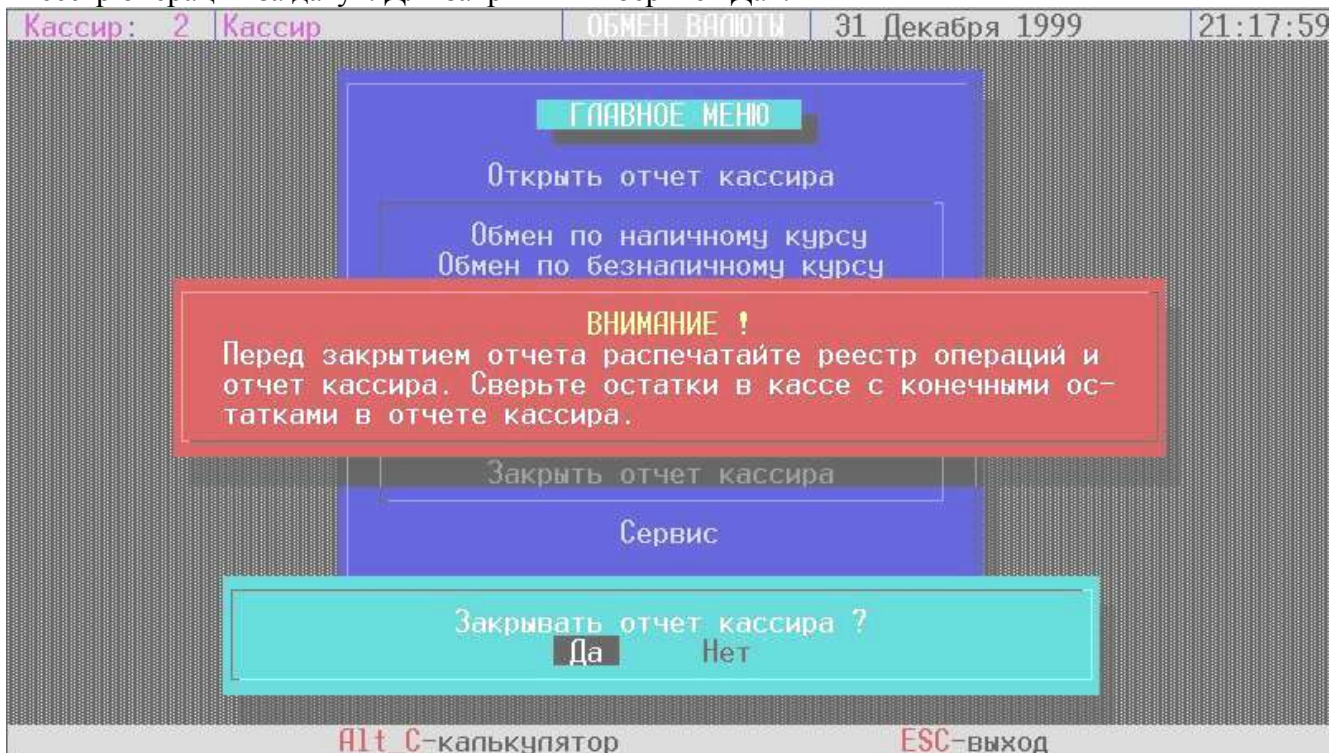 Кассир: 2 Кассир ОБМЕН ВАЛЮТЫ 31 Декабря 1999 21:17:59
ГЛАВНОЕ МЕНЮ
Открыть отчет кассира
Обмен по наличному курсу
Обмен по безналичному курсу
ВНИМАНИЕ !
Перед закрытием отчета распечатайте реестр операций и
отчет кассира. Сверьте остатки в кассе с конечными ос-
татками в отчете кассира.
Закрыть отчет кассира
Сервис
Закрывать отчет кассира ?
Да Нет
Alt C-калькулятор ESC-выход